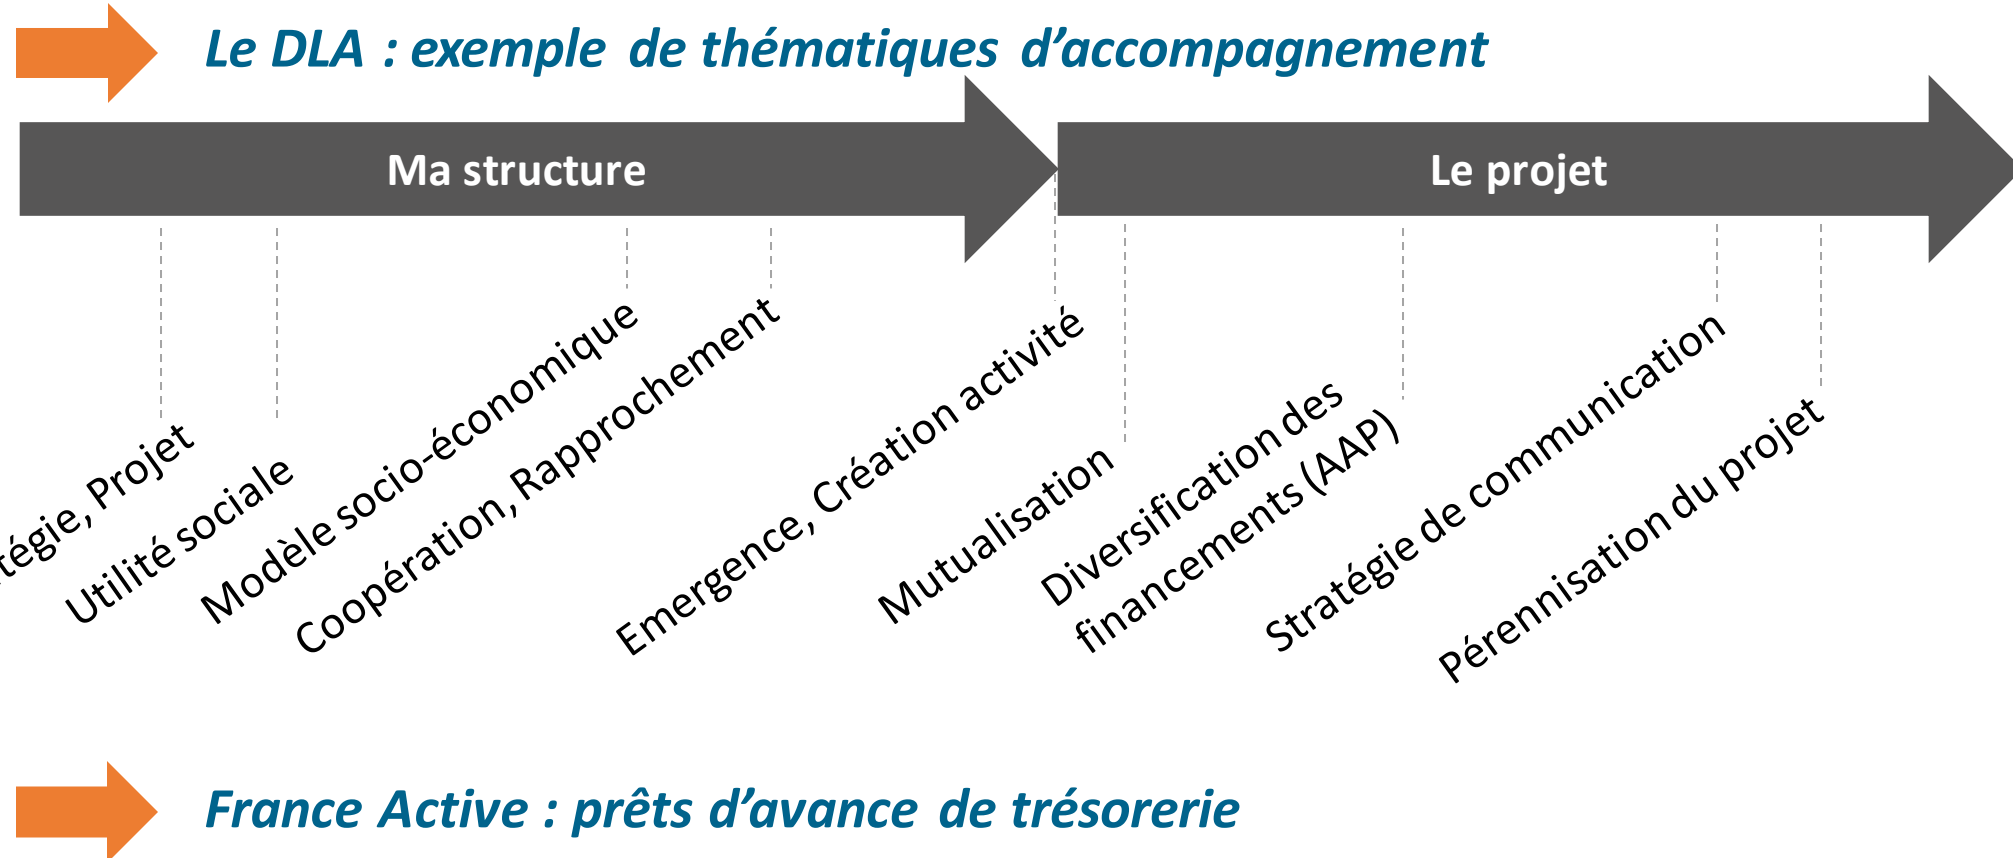 Le DLA : exemple de thématiques d’accompagnement
Ma structure
Le projet
tégie, Projet
Utilité sociale
Modèle socio-économique
Coopération, Rapprochement
Emergence, Création activité
Mutualisation
Diversification des
financements (AAP)
Stratégie de communication
Pérennisation du projet
France Active : prêts d’avance de trésorerie